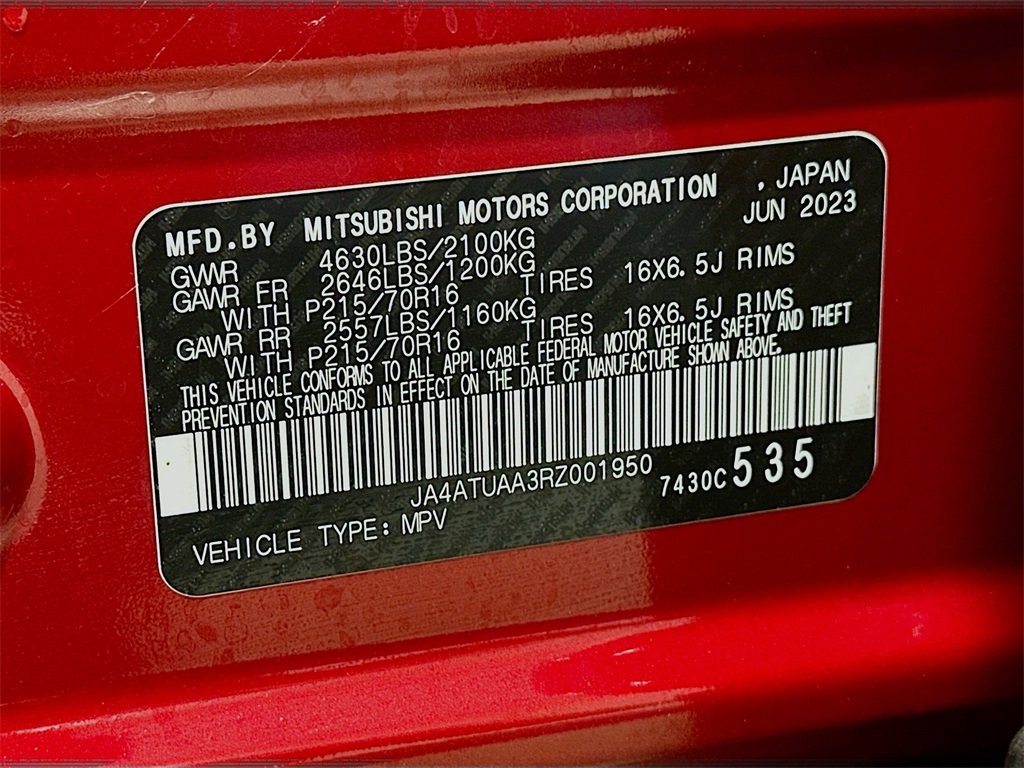 MFD.BY MITSUBISHI MOTORS CORPORATION , JAPAN
JUN 2023
GVWR 4630LBS/2100KG
GAWR FR 2646LBS/1200KG
WITH P215/70R16 TIRES 16X6.5J RIMS
GAWR RR 2557LBS/1160KG
WITH P215/70R16 TIRES 16X6.5J RIMS
THIS VEHICLE CONFORMS TO ALL APPLICABLE FEDERAL MOTOR VEHICLE SAFETY AND THEFT
PREVENTION STANDARDS IN EFFECT ON THE DATE OF MANUFACTURE SHOWN ABOVE.
JA4ATUAA3RZ001950 7430C 535
VEHICLE TYPE: MPV